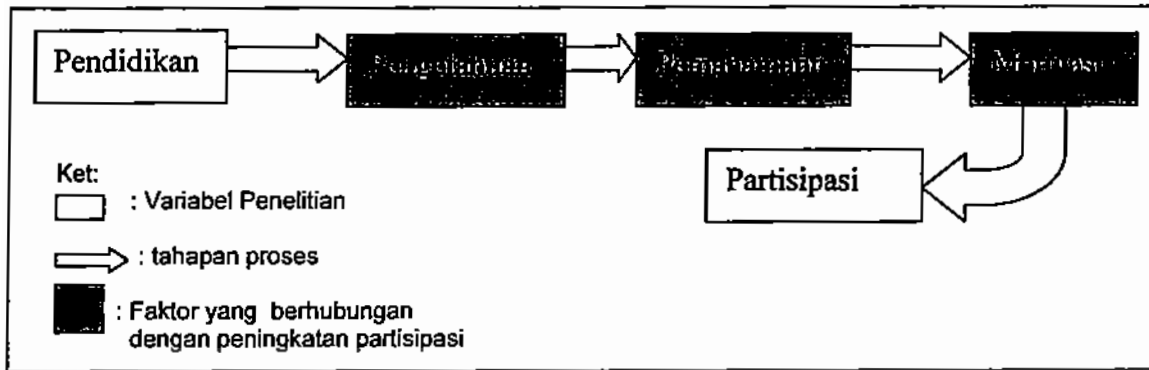 Pendidikan
Partisipasi
Ket:
: Variabel Penelitian
: tahapan proses
: Faktor yang berhubungan
dengan peningkatan partisipasi